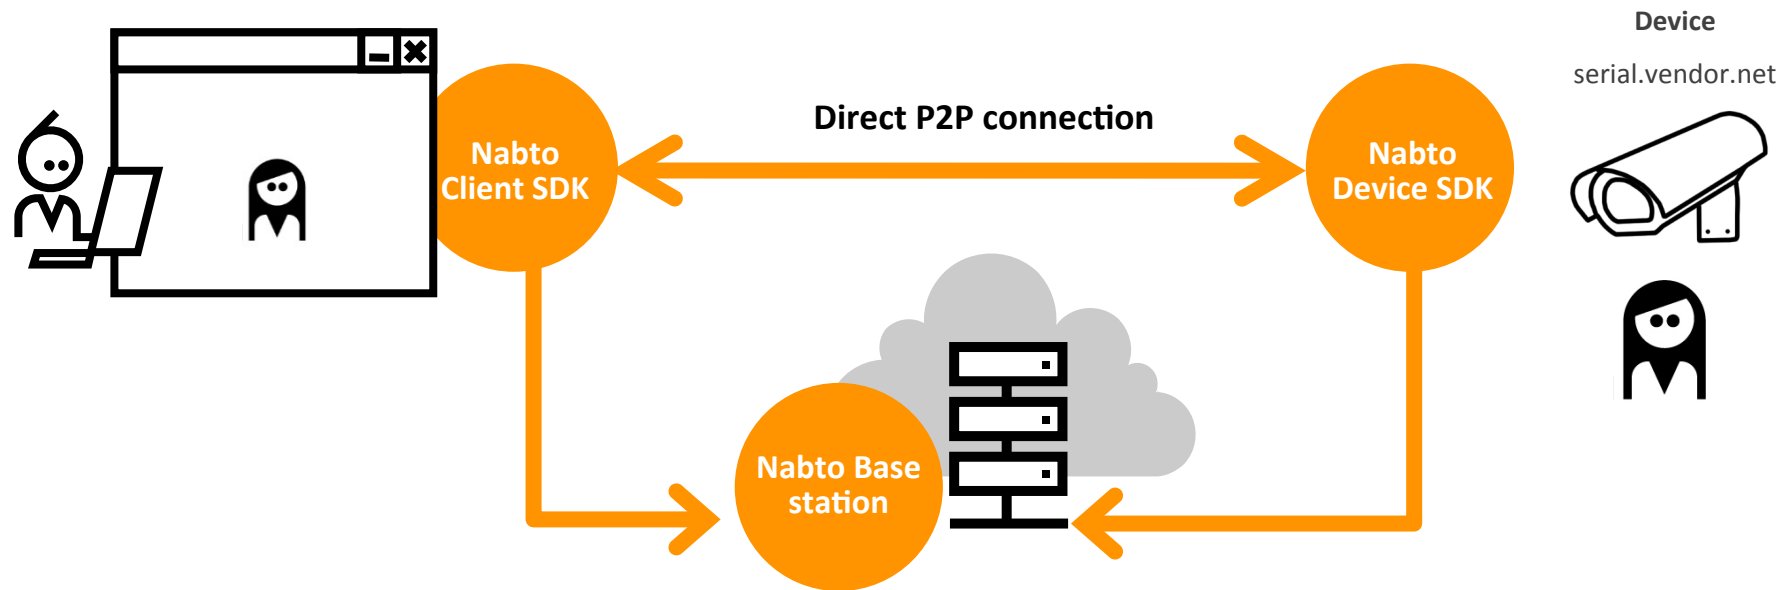 Device
serial.vendor.net
Direct P2P connection
Nabto
Client SDK
Nabto
Device SDK
Nabto Base
station